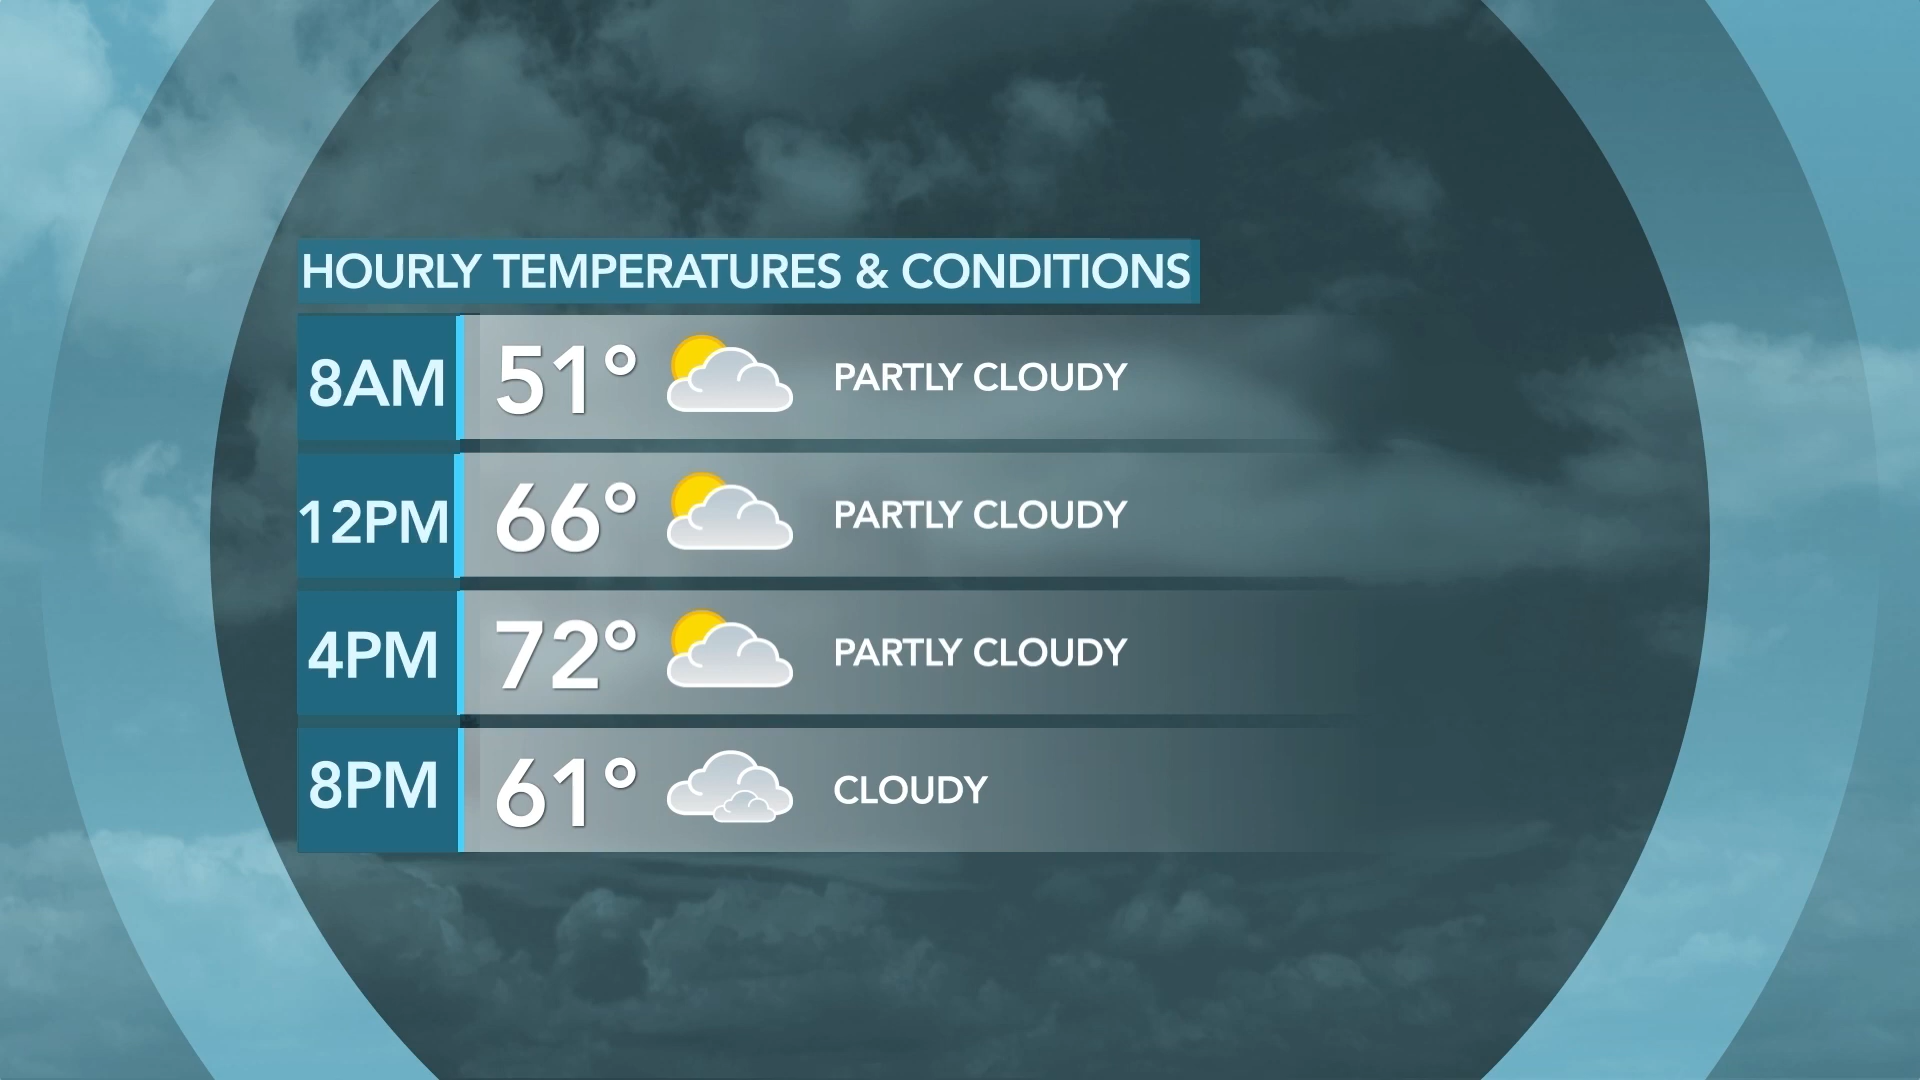 HOURLY TEMPERATURES & CONDITIONS
8AM 51° PARTLY CLOUDY
12PM 66° PARTLY CLOUDY
4PM 72° PARTLY CLOUDY
8PM 61° CLOUDY